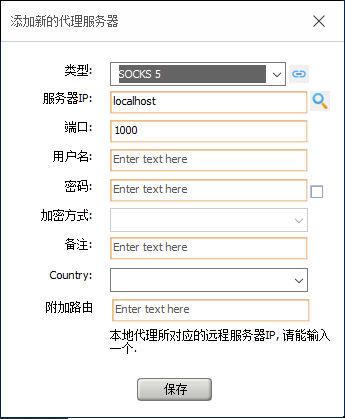 添加新的代理服务器
类型: SOCKS 5
服务器IP: localhost
端口: 1000
用户名: Enter text here
密码: Enter text here
加密方式:
备注: Enter text here
Country:
附加路由 Enter text here
本地代理所对应的远程服务器IP, 请能输入
一个.
保存